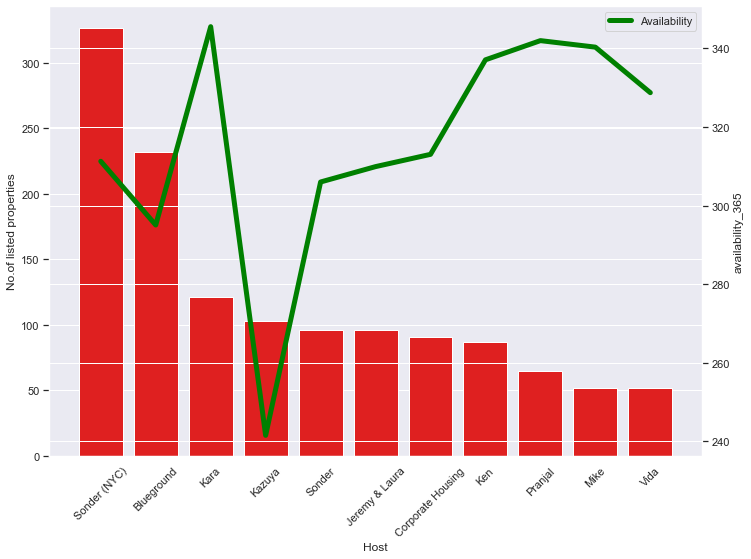 Availability
No.of listed properties
300
250
200
150
100
50
0
340
320
300
280
260
240
availability_365
Sonder (NYC)
Blueground
Kara
Kazuya
Sonder
Jeremy & Laura
Corporate Housing
Ken
Pranjal
Mike
Vida
Host